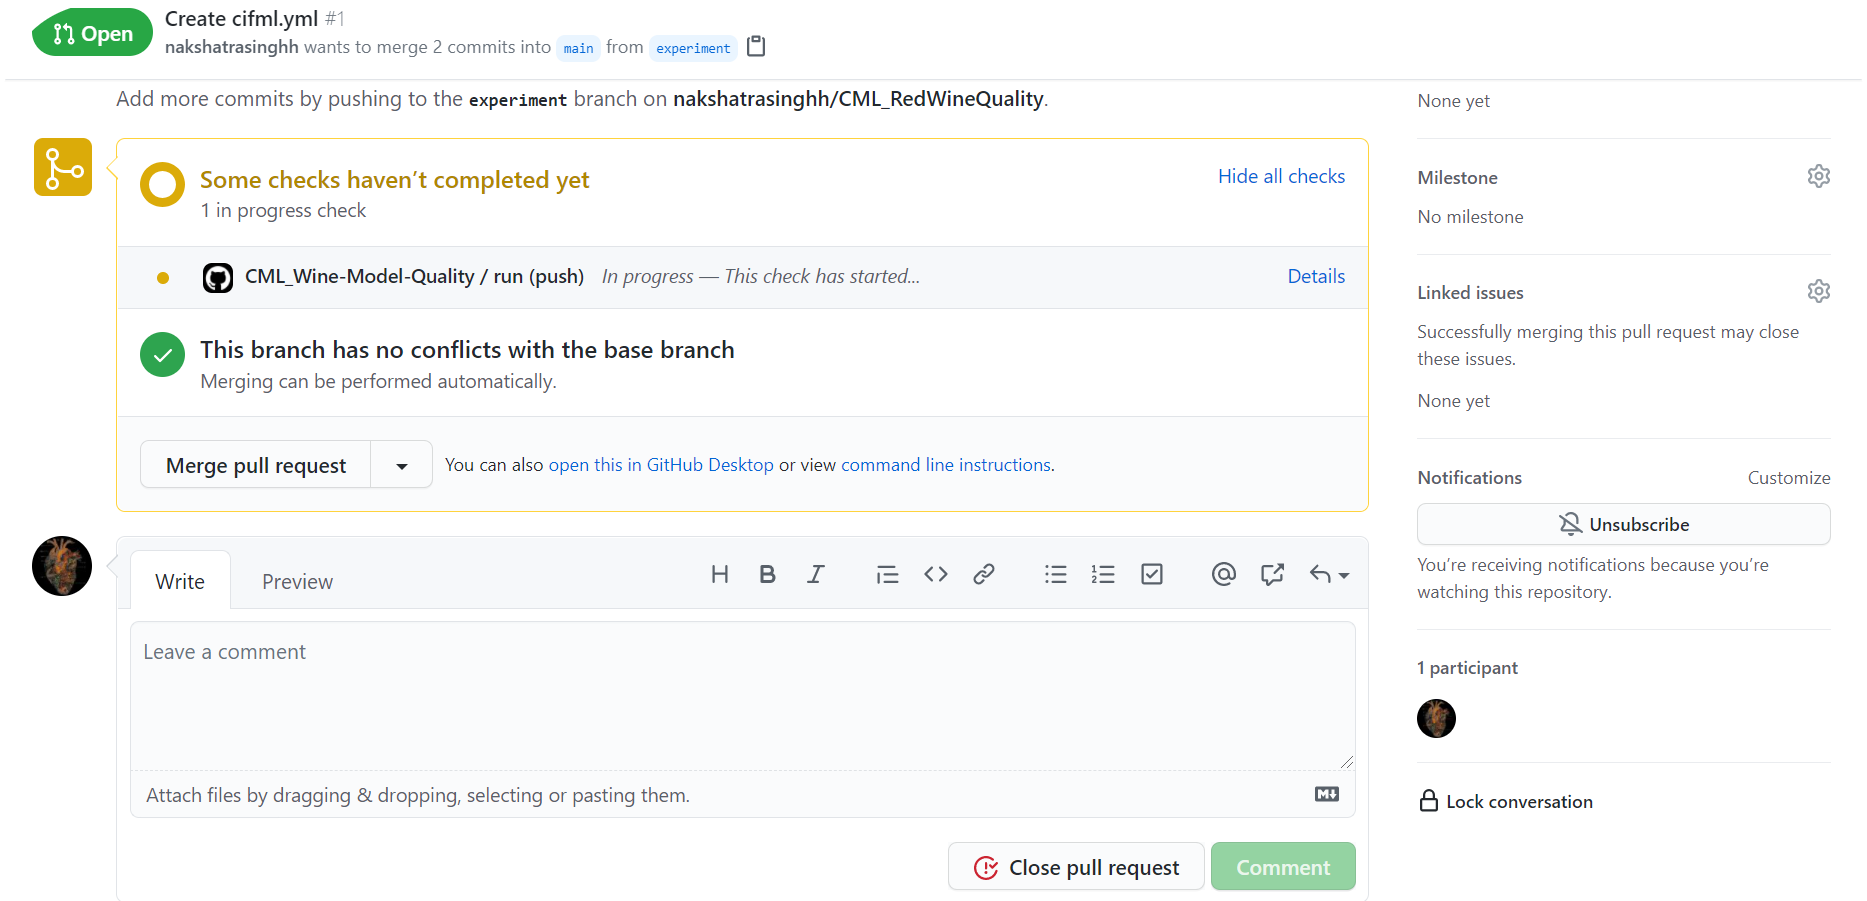 Open
Create cifml.yml #1
nakshatrasinghh wants to merge 2 commits into main from experiment
Add more commits by pushing to the experiment branch on nakshatrasinghh/CML_RedWineQuality.
Some checks haven’t completed yet
Hide all checks
1 in progress check
CML_Wine-Model-Quality / run (push) In progress — This check has started...
Details
This branch has no conflicts with the base branch
Merging can be performed automatically.
Merge pull request
You can also open this in GitHub Desktop or view command line instructions.
Write
Preview
H B I
Leave a comment
Attach files by dragging & dropping, selecting or pasting them.
Close pull request
Comment
None yet
Milestone
No milestone
Linked issues
Successfully merging this pull request may close
these issues.
None yet
Notifications
Customize
Unsubscribe
You’re receiving notifications because you’re
watching this repository.
1 participant
Lock conversation